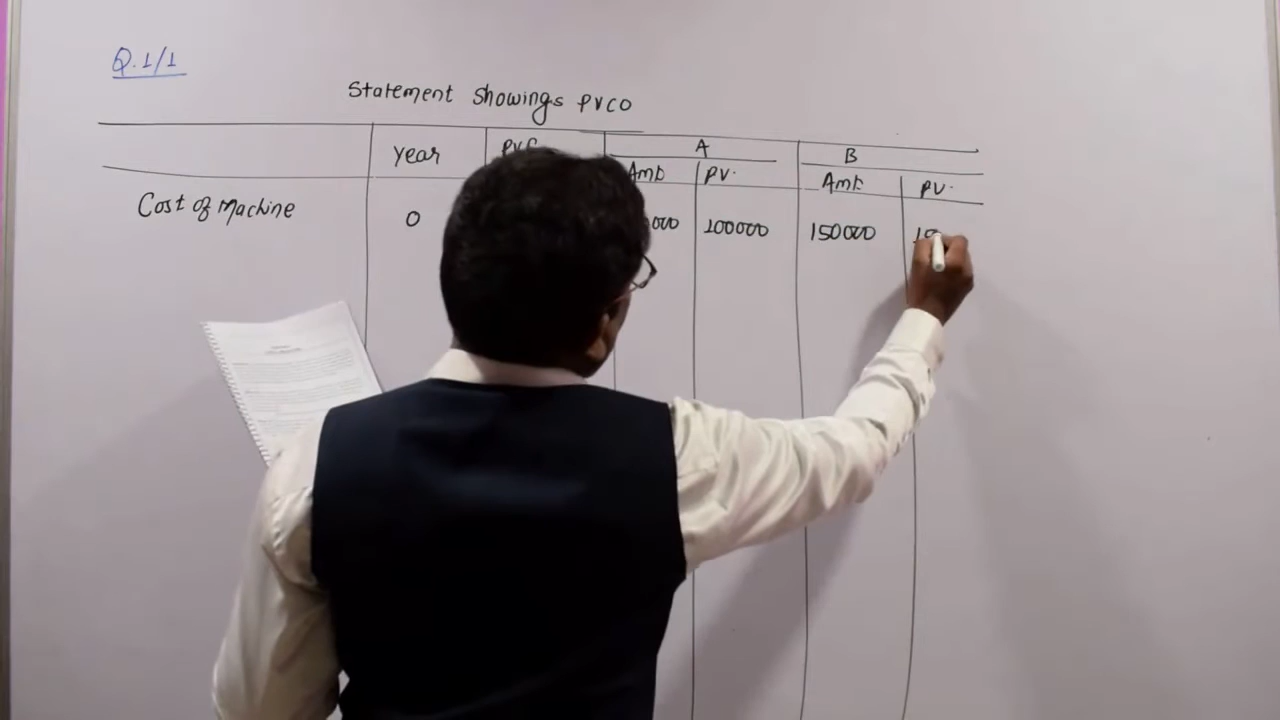 Q.1/1
Statement Showings PVCO
A
B
Year
Amt
PV.
Amt.
PV.
Cost of Machine
0
100000
150000